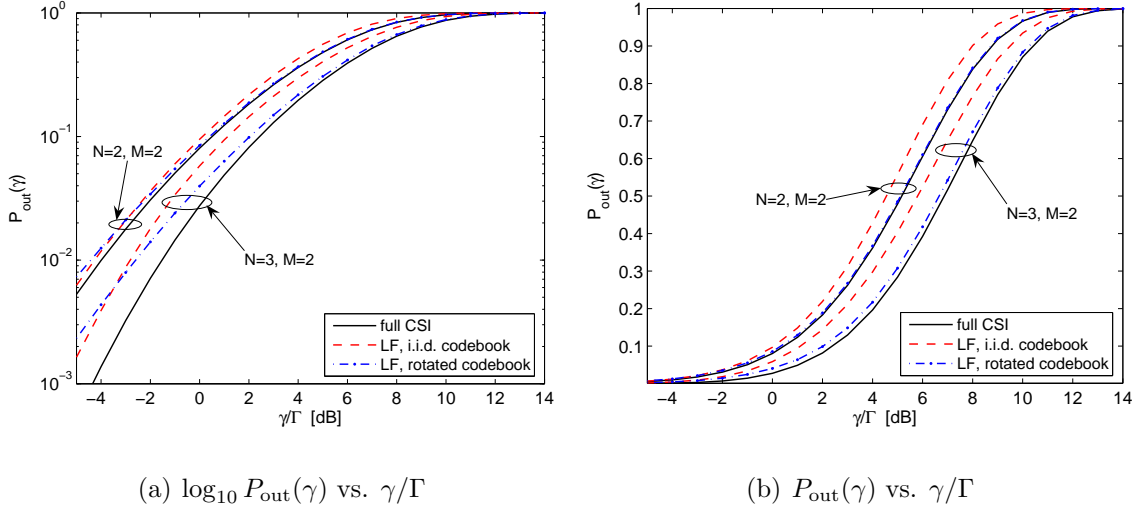 10^0
10^{-1}
10^{-2}
10^{-3}
P_out(γ)
N=2, M=2
N=3, M=2
full CSI
LF, i.i.d. codebook
LF, rotated codebook
−4 −2 0 2 4 6 8 10 12 14
γ/Γ [dB]
1
0.9
0.8
0.7
0.6
0.5
0.4
0.3
0.2
0.1
P_out(γ)
N=2, M=2
N=3, M=2
full CSI
LF, i.i.d. codebook
LF, rotated codebook
−4 −2 0 2 4 6 8 10 12 14
γ/Γ [dB]
(a) log_{10} P_out(γ) vs. γ/Γ
(b) P_out(γ) vs. γ/Γ